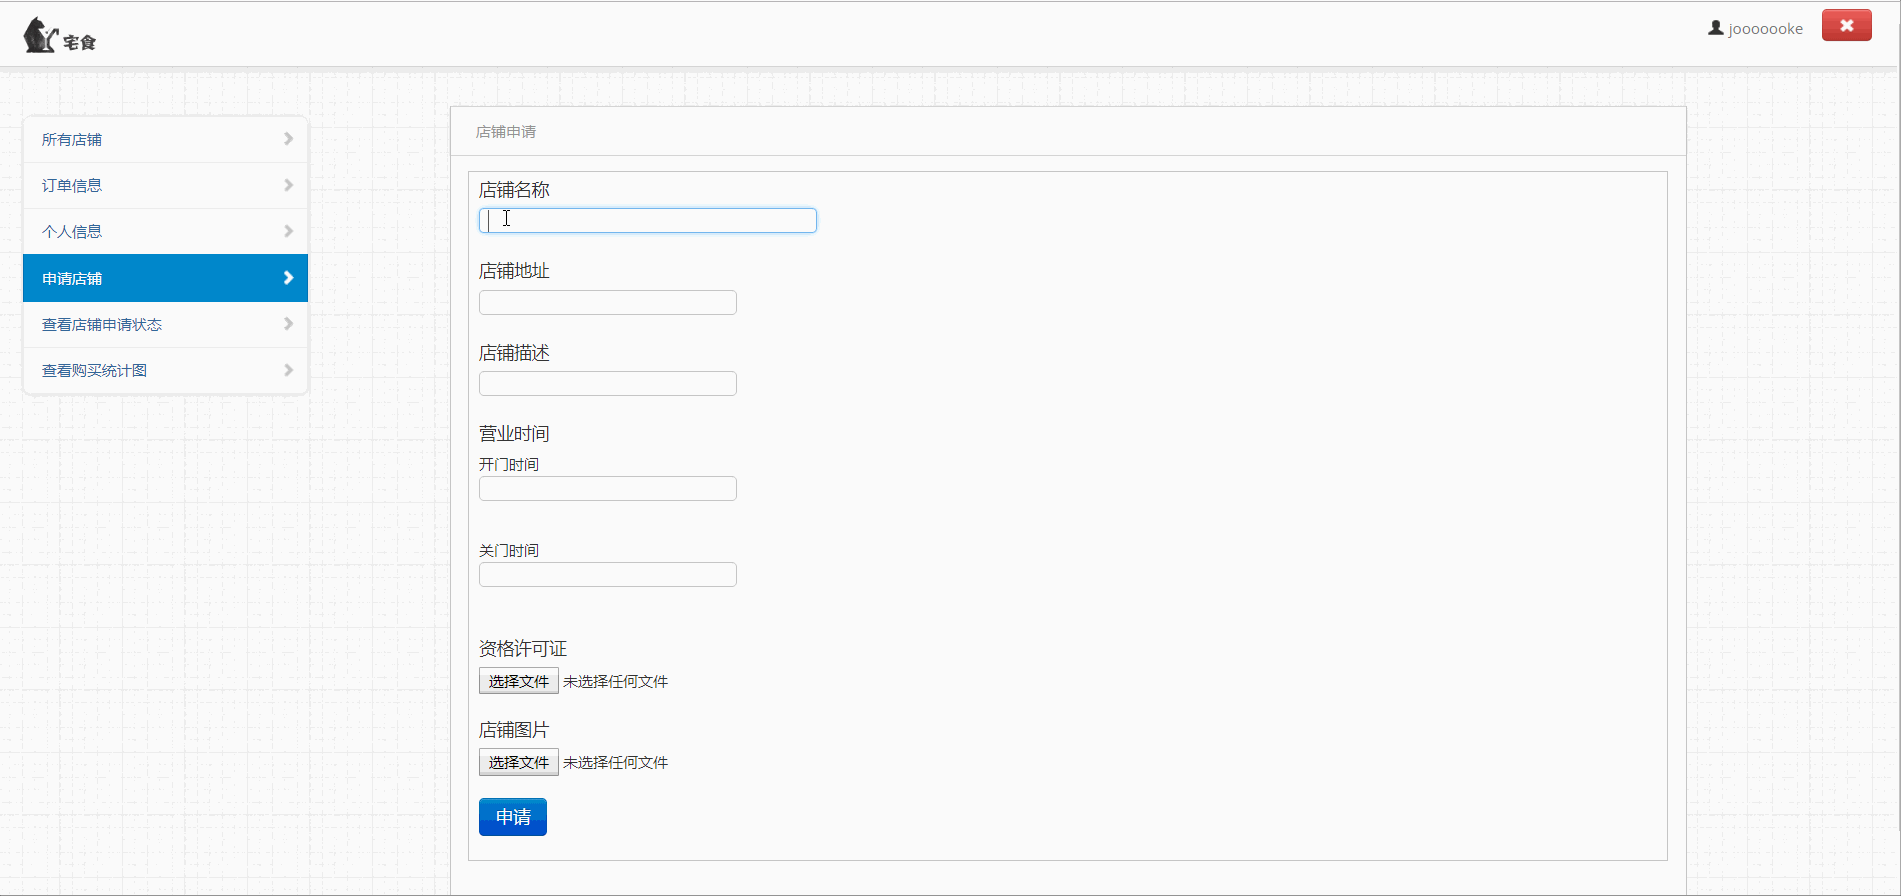 宅食
jooooooke
所有店铺
订单信息
个人信息
申请店铺
查看店铺申请状态
查看购买统计图
店铺申请
店铺名称
店铺地址
店铺描述
营业时间
开门时间
关门时间
资格许可证
选择文件 未选择任何文件
店铺图片
选择文件 未选择任何文件
申请